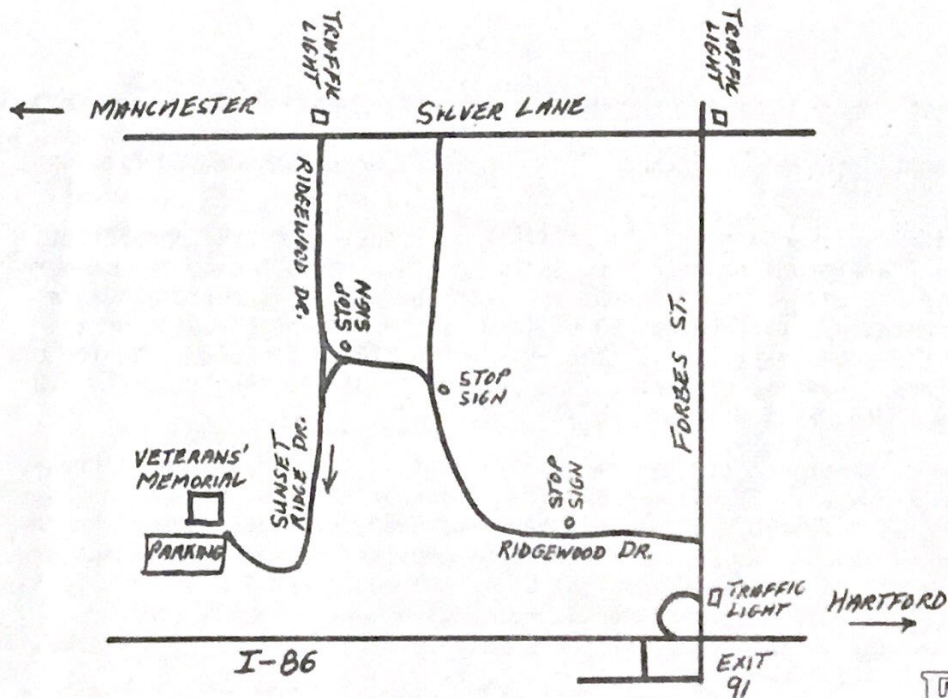 TRAFFIC
LIGHT
TRAFFIC
LIGHT
← MANCHESTER
SILVER LANE
RIDGEWOOD DR.
STOP
SIGN
STOP
SIGN
FORBES ST.
VETERANS'
MEMORIAL
SUNSET
RIDGE DR.
STOP
SIGN
PARKING
RIDGEWOOD DR.
TRAFFIC
LIGHT
HARTFORD
→
I-86
EXIT
91